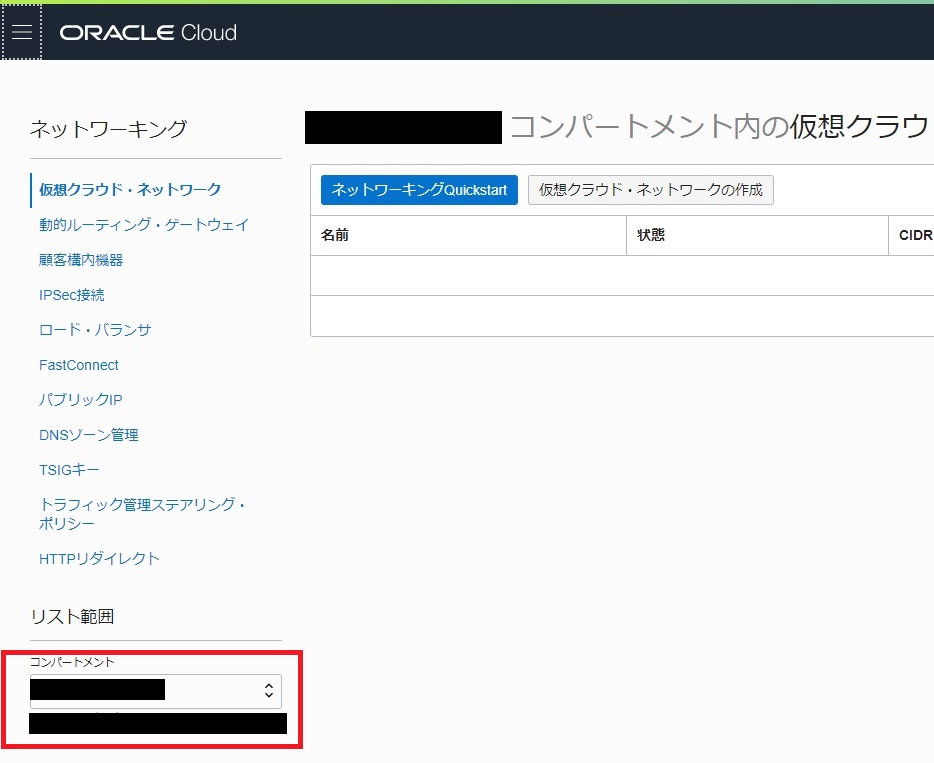 ORACLE Cloud
ネットワーキング
仮想クラウド・ネットワーク
動的ルーティング・ゲートウェイ
顧客構内機器
IPSec接続
ロード・バランサ
FastConnect
パブリックIP
DNSゾーン管理
TSIGキー
トラフィック管理ステアリング・
ポリシー
HTTPリダイレクト
リスト範囲
コンパートメント
コンパートメント内の仮想クラウ
ネットワーキングQuickstart 仮想クラウド・ネットワークの作成
名前 状態 CIDR